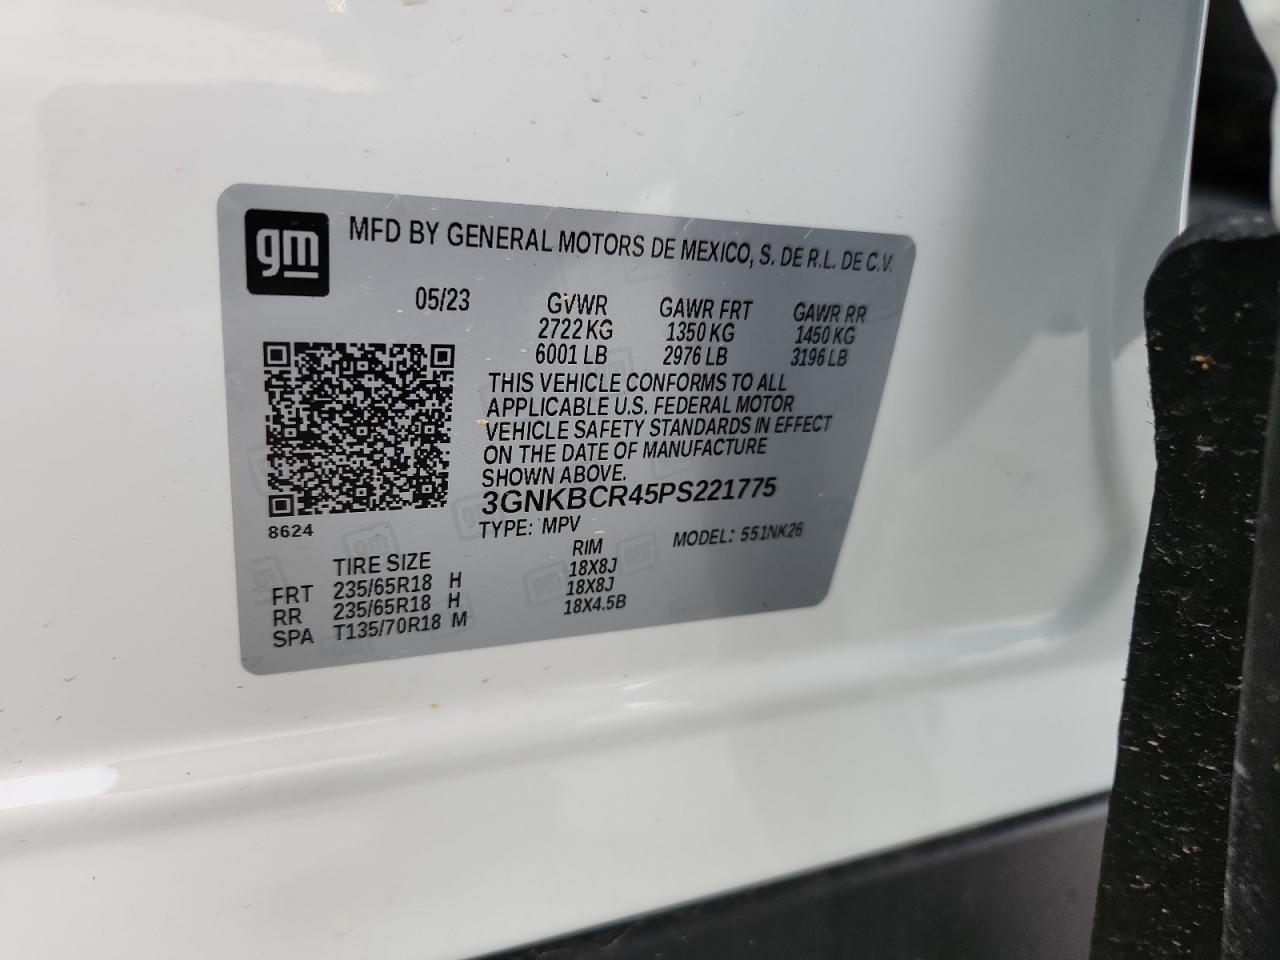 gm MFD BY GENERAL MOTORS DE MEXICO, S. DE R.L. DE C.V.
05/23 GVWR GAWR FRT GAWR RR
2722 KG 1350 KG 1450 KG
6001 LB 2976 LB 3196 LB
THIS VEHICLE CONFORMS TO ALL
APPLICABLE U.S. FEDERAL MOTOR
VEHICLE SAFETY STANDARDS IN EFFECT
ON THE DATE OF MANUFACTURE
SHOWN ABOVE.
3GNKBCR45PS221775
8624
TYPE: MPV MODEL: 551NK26
TIRE SIZE RIM
FRT 235/65R18 H 18X8J
RR 235/65R18 H 18X8J
SPA T135/70R18 M 18X4.5B